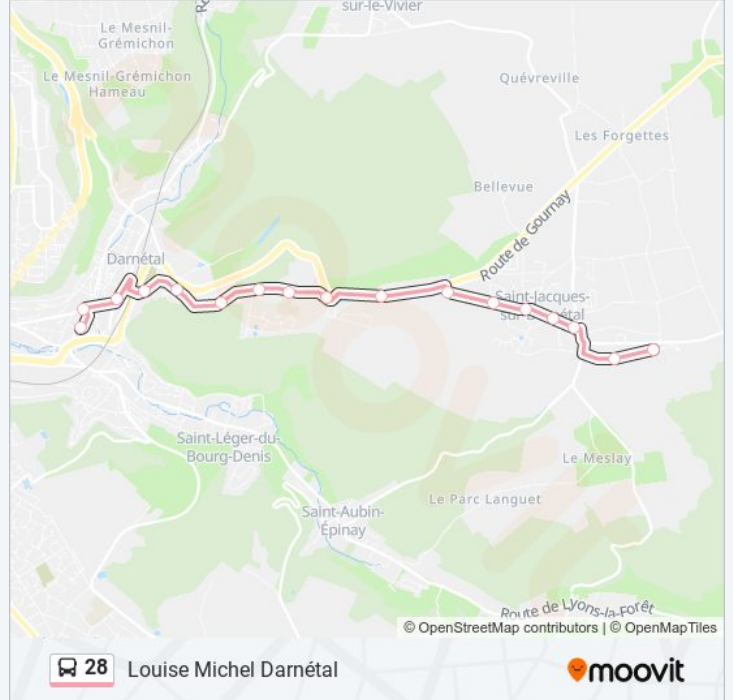 sur-le-Vivier
Le Mesnil-
Grémichon
Le Mesnil-Grémichon
Hameau
Quévreville
Les Forgettes
Bellevue
Route de Gournay
Darnétal
Saint-Jacques-
Saint-Léger-du-
Bourg-Denis
Le Meslay
Le Parc Languet
Saint-Aubin-
Épinay
Route de Lyons-la-Forêt
© OpenStreetMap contributors | © OpenMapTiles
28 Louise Michel Darnétal
moovit